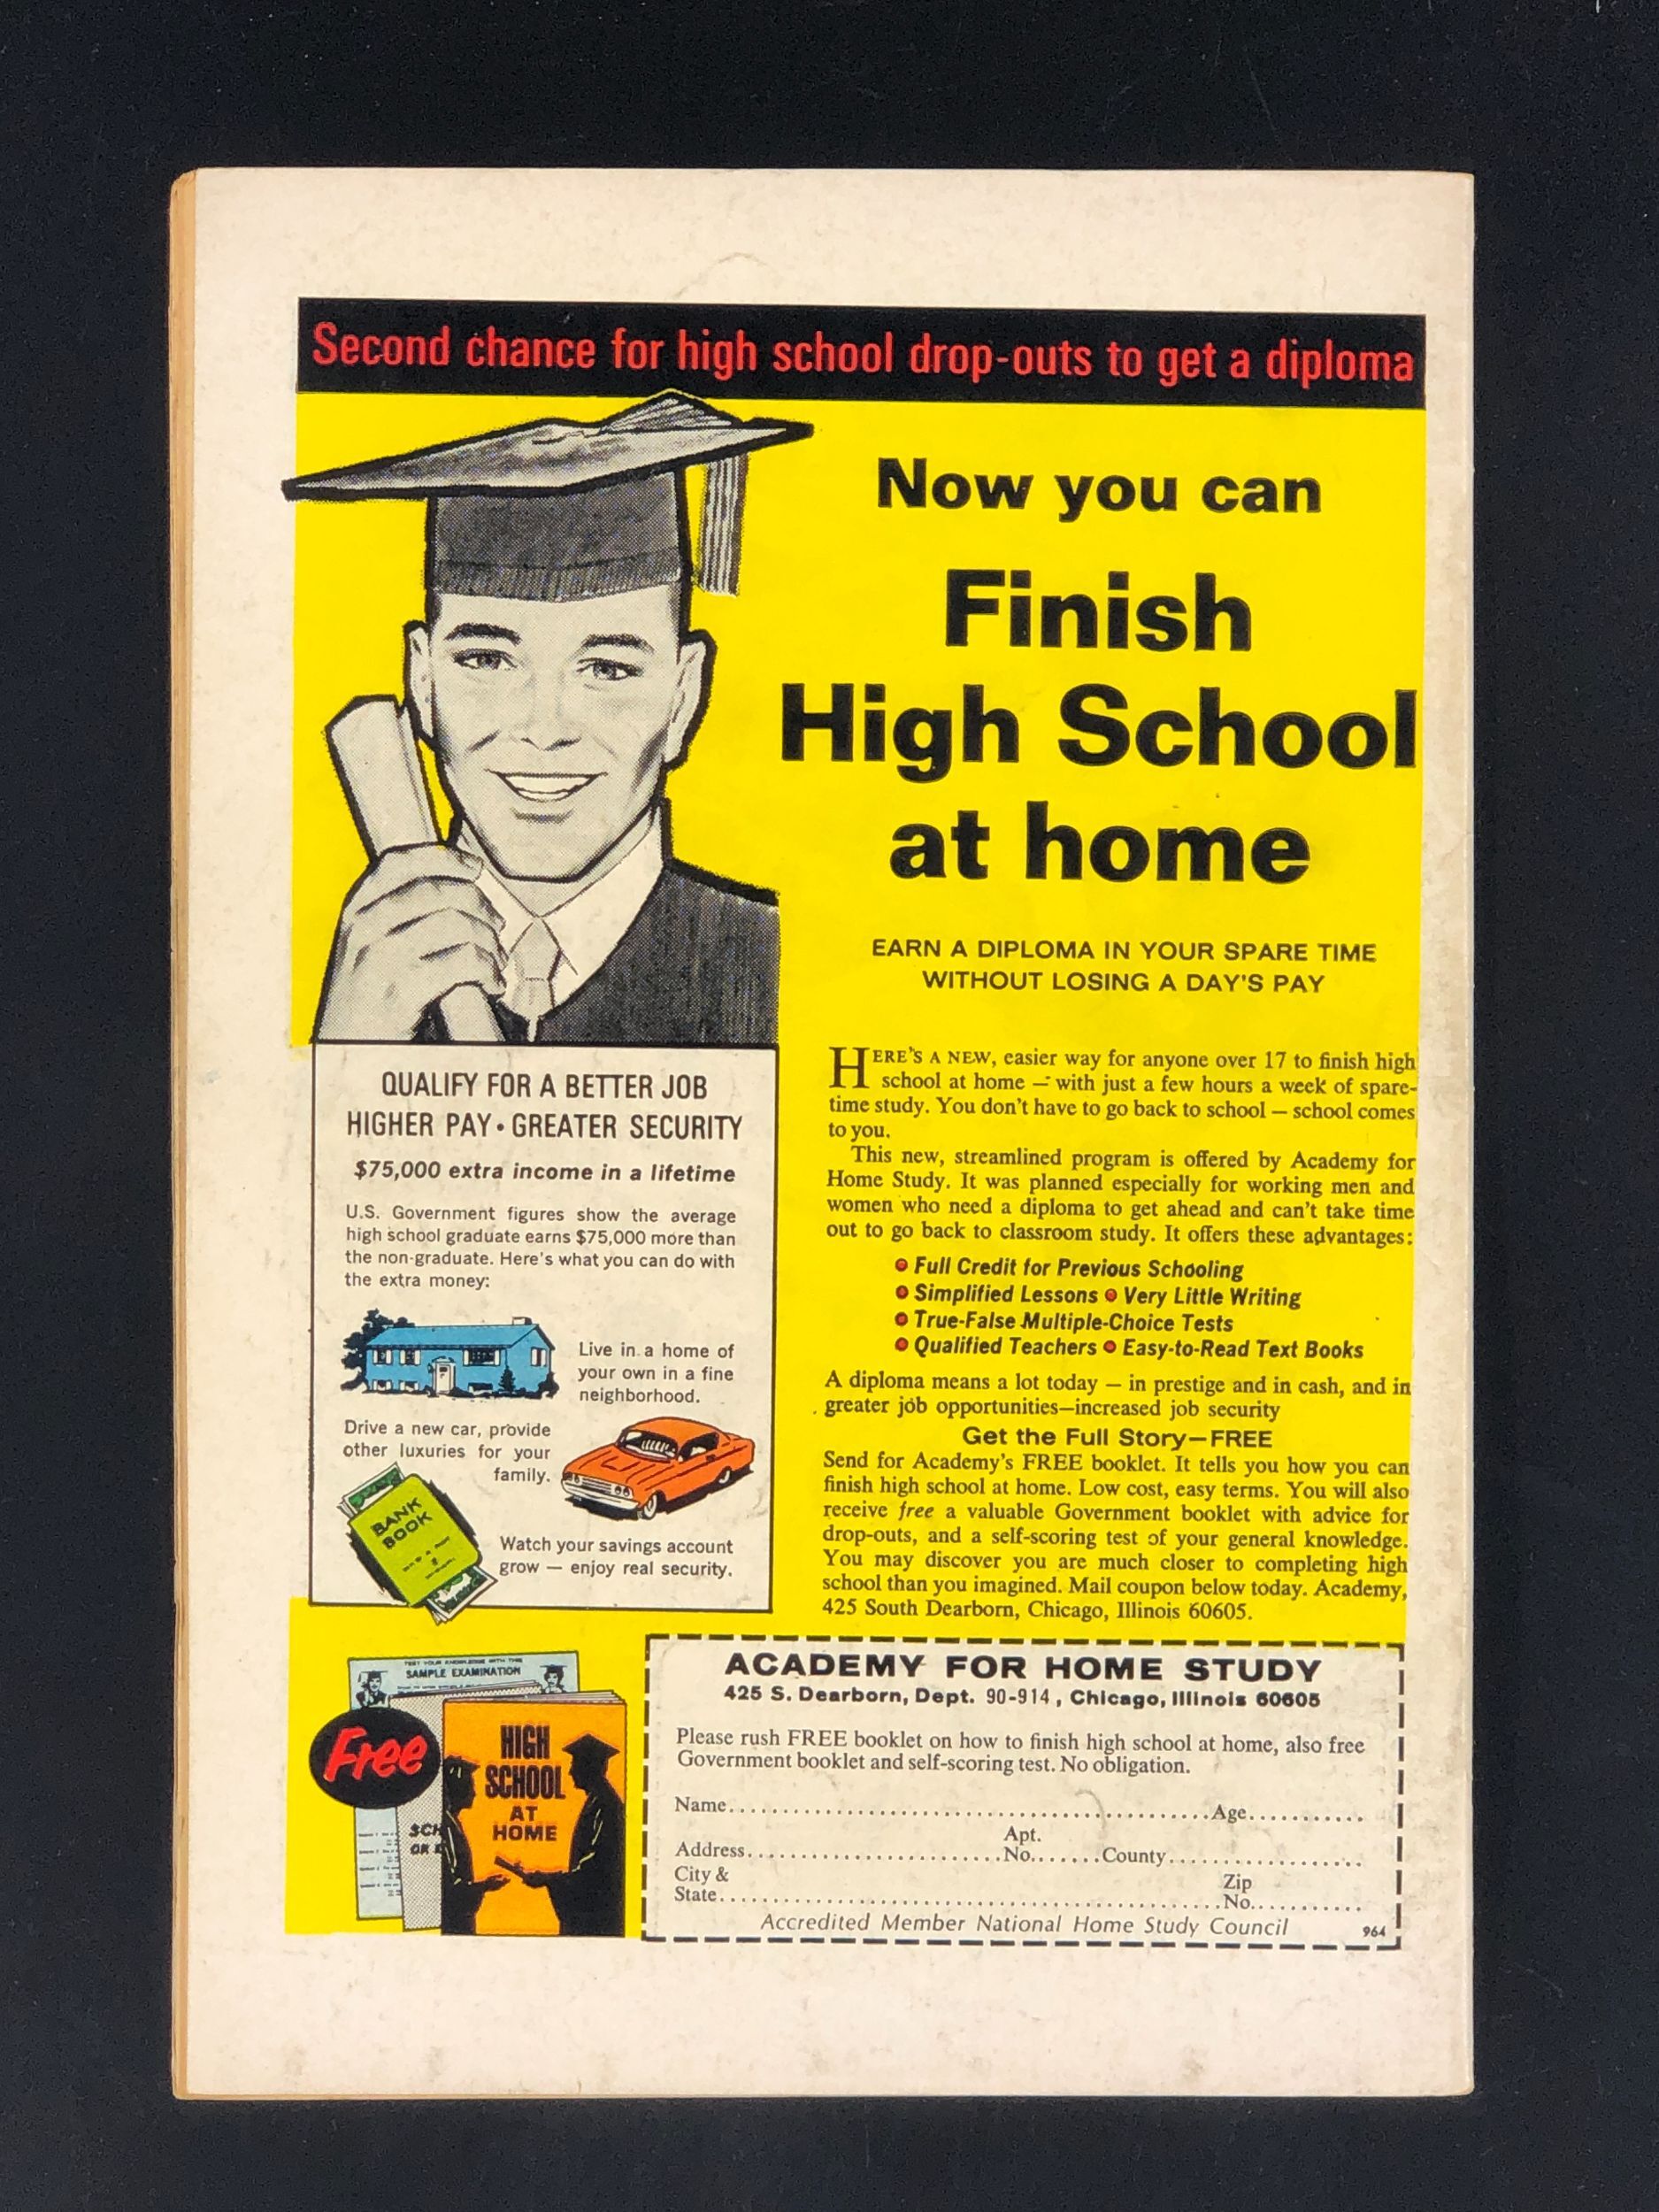 Second chance for high school drop-outs to get a diploma
Now you can
Finish
High School
at home
EARN A DIPLOMA IN YOUR SPARE TIME
WITHOUT LOSING A DAY'S PAY
QUALIFY FOR A BETTER JOB
HIGHER PAY • GREATER SECURITY
$75,000 extra income in a lifetime
U.S. Government figures show the average
high school graduate earns $75,000 more than
the non-graduate. Here's what you can do with
the extra money:
Live in a home of
your own in a fine
neighborhood.
Drive a new car, provide
other luxuries for your
family.
BANK
BOOK
Watch your savings account
grow — enjoy real security.
HERE'S A NEW, easier way for anyone over 17 to finish high
school at home — with just a few hours a week of spare-
time study. You don't have to go back to school — school comes
to you.
This new, streamlined program is offered by Academy for
Home Study. It was planned especially for working men and
women who need a diploma to get ahead and can't take time
out to go back to classroom study. It offers these advantages:
• Full Credit for Previous Schooling
• Simplified Lessons • Very Little Writing
• True-False Multiple-Choice Tests
• Qualified Teachers • Easy-to-Read Text Books
A diploma means a lot today — in prestige and in cash, and in
greater job opportunities—increased job security
Get the Full Story—FREE
Send for Academy's FREE booklet. It tells you how you can
finish high school at home. Low cost, easy terms. You will also
receive free a valuable Government booklet with advice for
drop-outs, and a self-scoring test of your general knowledge.
You may discover you are much closer to completing high
school than you imagined. Mail coupon below today. Academy,
425 South Dearborn, Chicago, Illinois 60605.
TEST YOUR KNOWLEDGE WITH THIS
SAMPLE EXAMINATION
Free
HIGH
SCHOOL
AT
HOME
SCH
OR
ACADEMY FOR HOME STUDY
425 S. Dearborn, Dept. 90-914, Chicago, Illinois 60605
Please rush FREE booklet on how to finish high school at home, also free
Government booklet and self-scoring test. No obligation.
Name..........Age..........
Apt.
Address..........No.......County..........
City &
State..........
Zip
No..........
Accredited Member National Home Study Council
964